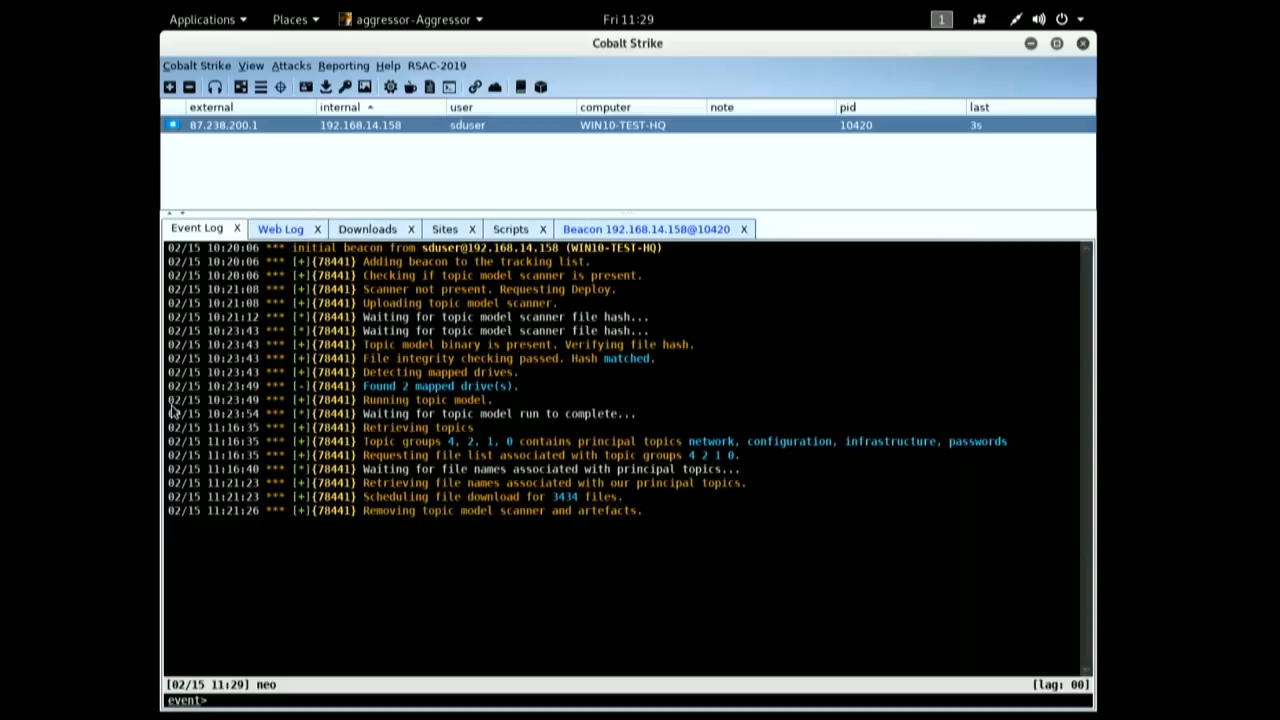 Applications Places aggressor-Aggressor Fri 11:29 1
Cobalt Strike
Cobalt Strike View Attacks Reporting Help RSAC-2019
external internal user computer note pid last
87.238.200.1 192.168.14.158 sduser WIN10-TEST-HQ 10420 3s
Event Log X Web Log X Downloads X Sites X Scripts X Beacon 192.168.14.158@10420 X
02/15 10:20:06 *** initial beacon from sduser@192.168.14.158 (WIN10-TEST-HQ)
02/15 10:20:06 *** [+]{78441} Adding beacon to the tracking list.
02/15 10:20:06 *** [+]{78441} Checking if topic model scanner is present.
02/15 10:21:08 *** [+]{78441} Scanner not present. Requesting Deploy.
02/15 10:21:08 *** [+]{78441} Uploading topic model scanner.
02/15 10:21:12 *** [*]{78441} Waiting for topic model scanner file hash...
02/15 10:23:43 *** [*]{78441} Waiting for topic model scanner file hash...
02/15 10:23:43 *** [+]{78441} Topic model binary is present. Verifying file hash.
02/15 10:23:43 *** [+]{78441} File integrity checking passed. Hash matched.
02/15 10:23:43 *** [+]{78441} Detecting mapped drives.
02/15 10:23:49 *** [-]{78441} Found 2 mapped drive(s).
02/15 10:23:49 *** [+]{78441} Running topic model.
02/15 10:23:54 *** [*]{78441} Waiting for topic model run to complete...
02/15 11:16:35 *** [+]{78441} Retrieving topics
02/15 11:16:35 *** [+]{78441} Topic groups 4, 2, 1, 0 contains principal topics network, configuration, infrastructure, passwords
02/15 11:16:35 *** [+]{78441} Requesting file list associated with topic groups 4 2 1 0.
02/15 11:16:40 *** [*]{78441} Waiting for file names associated with principal topics...
02/15 11:21:23 *** [+]{78441} Retrieving file names associated with our principal topics.
02/15 11:21:23 *** [+]{78441} Scheduling file download for 3434 files.
02/15 11:21:26 *** [+]{78441} Removing topic model scanner and artefacts.
[02/15 11:29] neo [lag: 00]
event>